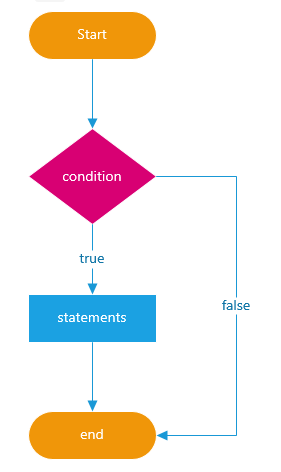 Start
condition
true
statements
false
end